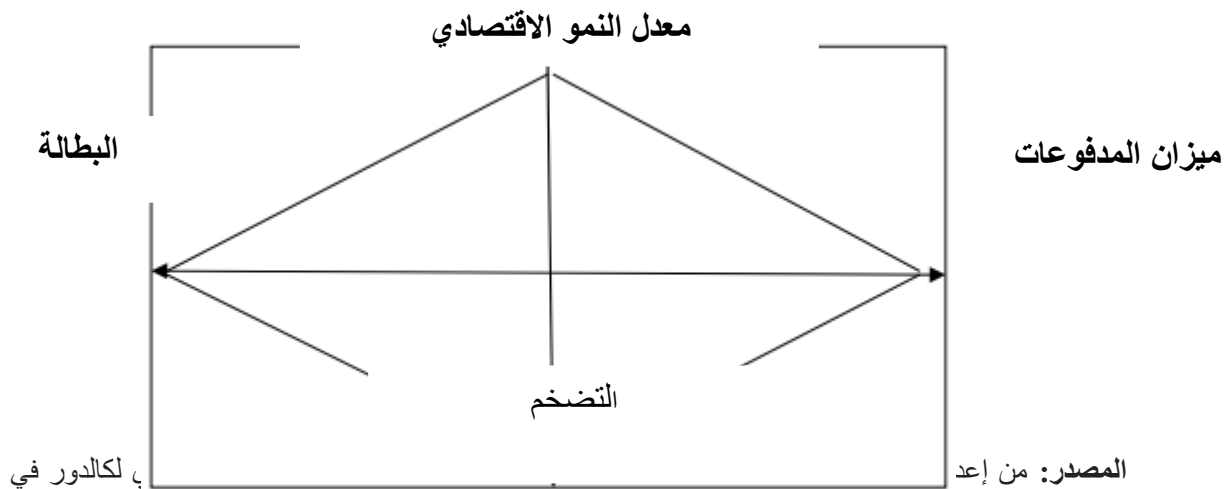 معدل النمو الاقتصادي
ميزان المدفوعات
البطالة
التضخم
المصدر: من إعد لكالدور في